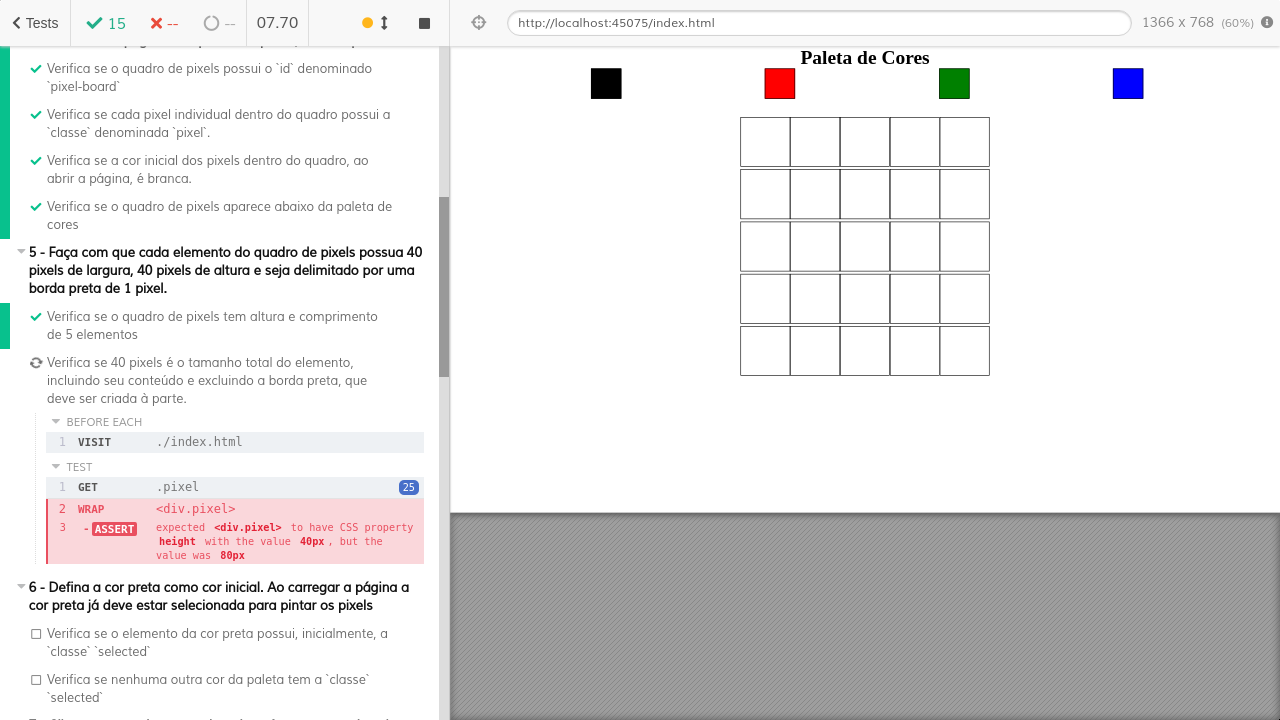 Tests
15
--
--
07.70
http://localhost:45075/index.html
1366 x 768 (60%)
Verifica se o quadro de pixels possui o `id` denominado
`pixel-board`
Verifica se cada pixel individual dentro do quadro possui a
`classe` denominada `pixel`.
Verifica se a cor inicial dos pixels dentro do quadro, ao
abrir a página, é branca.
Verifica se o quadro de pixels aparece abaixo da paleta de
cores
5 - Faça com que cada elemento do quadro de pixels possua 40
pixels de largura, 40 pixels de altura e seja delimitado por uma
borda preta de 1 pixel.
Verifica se o quadro de pixels tem altura e comprimento
de 5 elementos
Verifica se 40 pixels é o tamanho total do elemento,
incluindo seu conteúdo e excluindo a borda preta, que
deve ser criada à parte.
BEFORE EACH
1 VISIT ./index.html
TEST
1 GET .pixel 25
2 WRAP <div.pixel>
3 - ASSERT expected <div.pixel> to have CSS property
height with the value 40px, but the
value was 80px
6 - Defina a cor preta como cor inicial. Ao carregar a página a
cor preta já deve estar selecionada para pintar os pixels
Verifica se o elemento da cor preta possui, inicialmente, a
`classe` `selected`
Verifica se nenhuma outra cor da paleta tem a `classe`
`selected`
Paleta de Cores